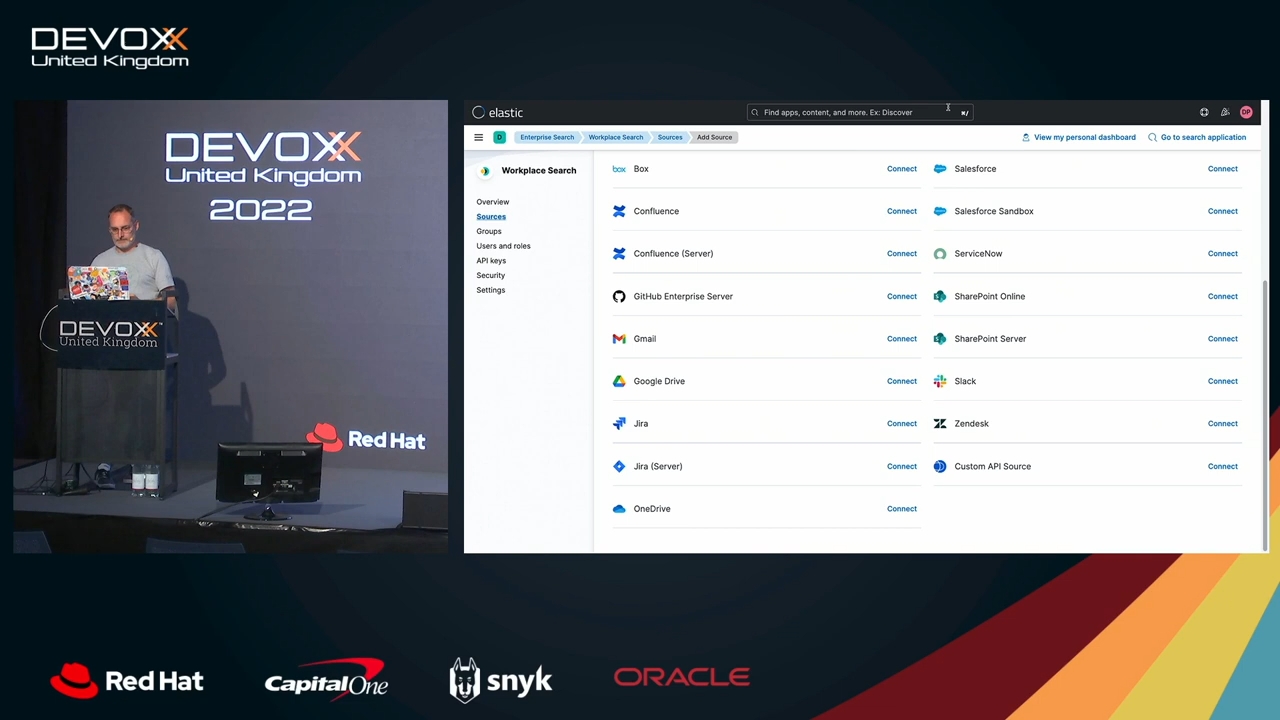 DEVOXX
United Kingdom
DEVOXX
United Kingdom
2022
DEVOXX™
United Kingdom
Red Hat
elastic
Find apps, content, and more. Ex: Discover
⌘/
DP
D
Enterprise Search
Workplace Search
Sources
Add Source
View my personal dashboard
Go to search application
Workplace Search
Overview
Sources
Groups
Users and roles
API keys
Security
Settings
box Box Connect
Salesforce Connect
Confluence Connect
Salesforce Sandbox Connect
Confluence (Server) Connect
ServiceNow Connect
GitHub Enterprise Server Connect
SharePoint Online Connect
Gmail Connect
SharePoint Server Connect
Google Drive Connect
Slack Connect
Jira Connect
Zendesk Connect
Jira (Server) Connect
Custom API Source Connect
OneDrive Connect
Red Hat
Capital One
snyk
ORACLE